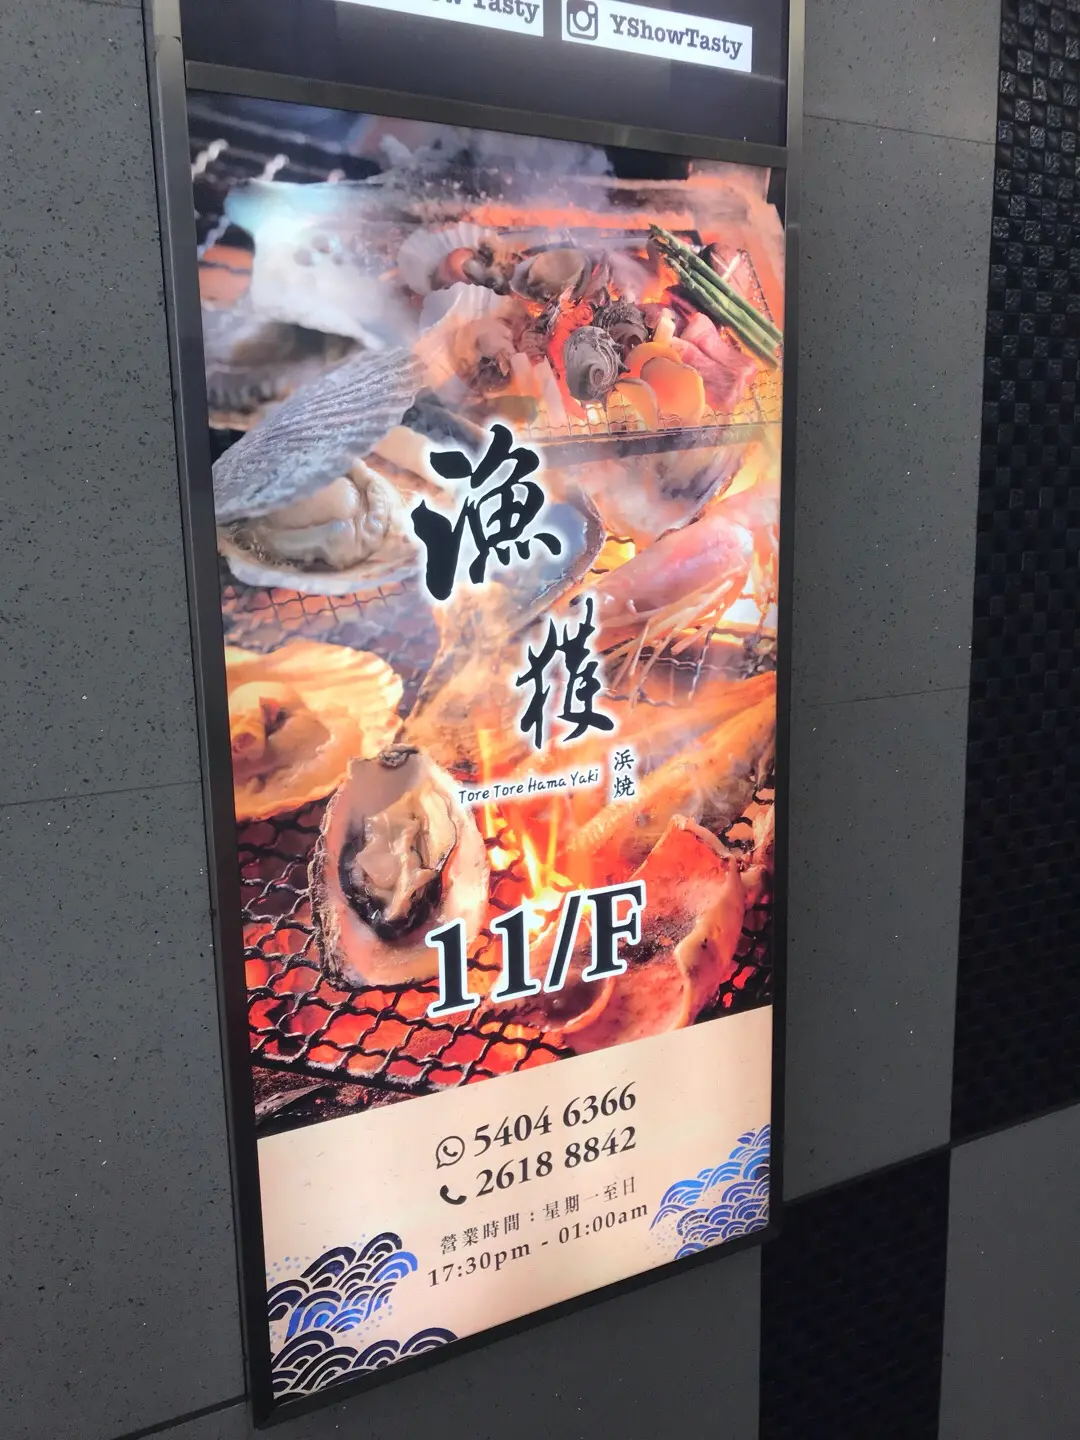 Tasty
YShowTasty
漁
獲
浜
焼
Tore Tore Hama Yaki
11/F
5404 6366
2618 8842
營業時間：星期一至日
17:30pm - 01:00am